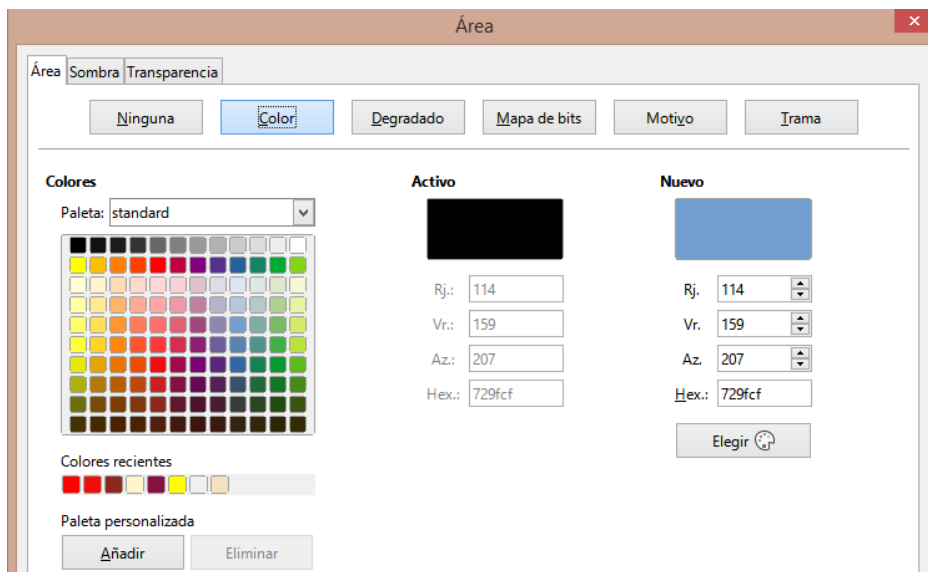 Área
Área Sombra Transparencia
Ninguna Color Degradado Mapa de bits Motivo Trama
Colores Activo Nuevo
Paleta: standard
Rj.: 114 Rj. 114
Vr.: 159 Vr. 159
Az.: 207 Az. 207
Hex.: 729fcf Hex.: 729fcf
Elegir
Colores recientes
Paleta personalizada
Añadir Eliminar